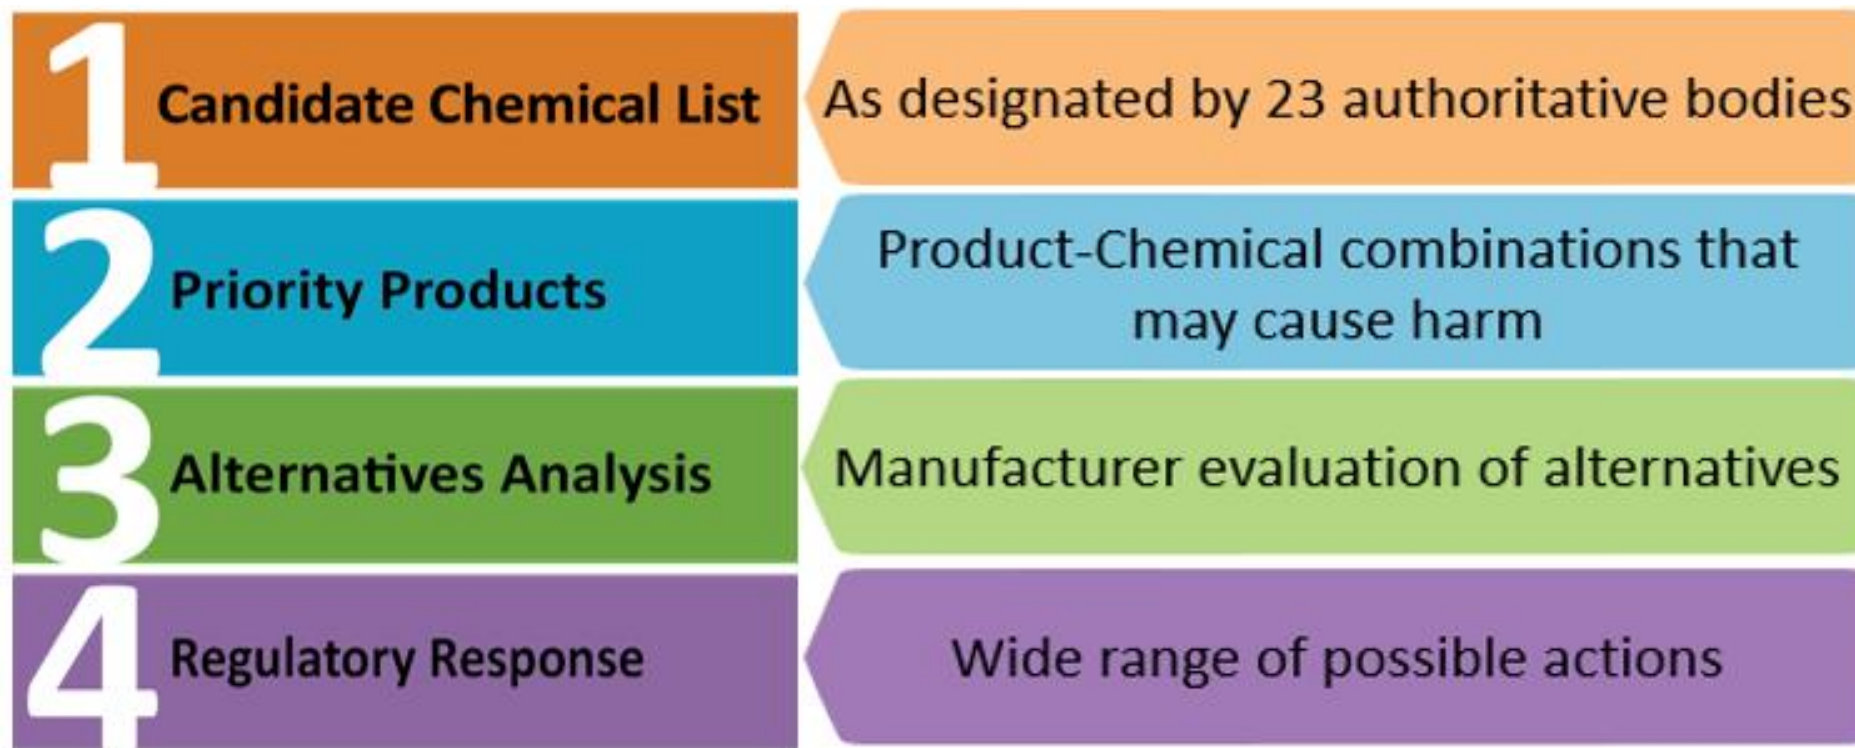 1 Candidate Chemical List
As designated by 23 authoritative bodies
2 Priority Products
Product-Chemical combinations that
may cause harm
3 Alternatives Analysis
Manufacturer evaluation of alternatives
4 Regulatory Response
Wide range of possible actions